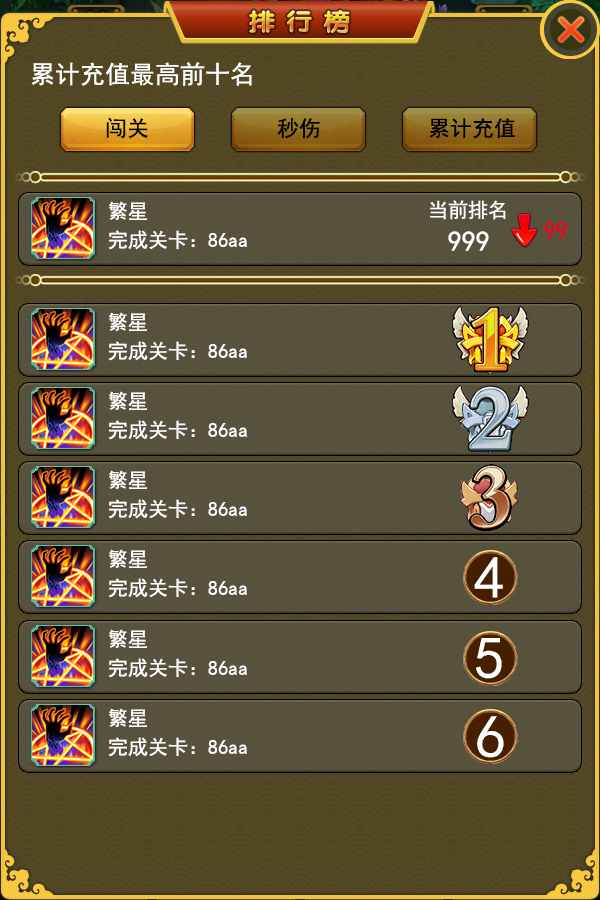 排行榜
累计充值最高前十名
闯关 秒伤 累计充值
繁星
完成关卡：86aa
当前排名
999 99
繁星
完成关卡：86aa
1
繁星
完成关卡：86aa
2
繁星
完成关卡：86aa
3
繁星
完成关卡：86aa
4
繁星
完成关卡：86aa
5
繁星
完成关卡：86aa
6